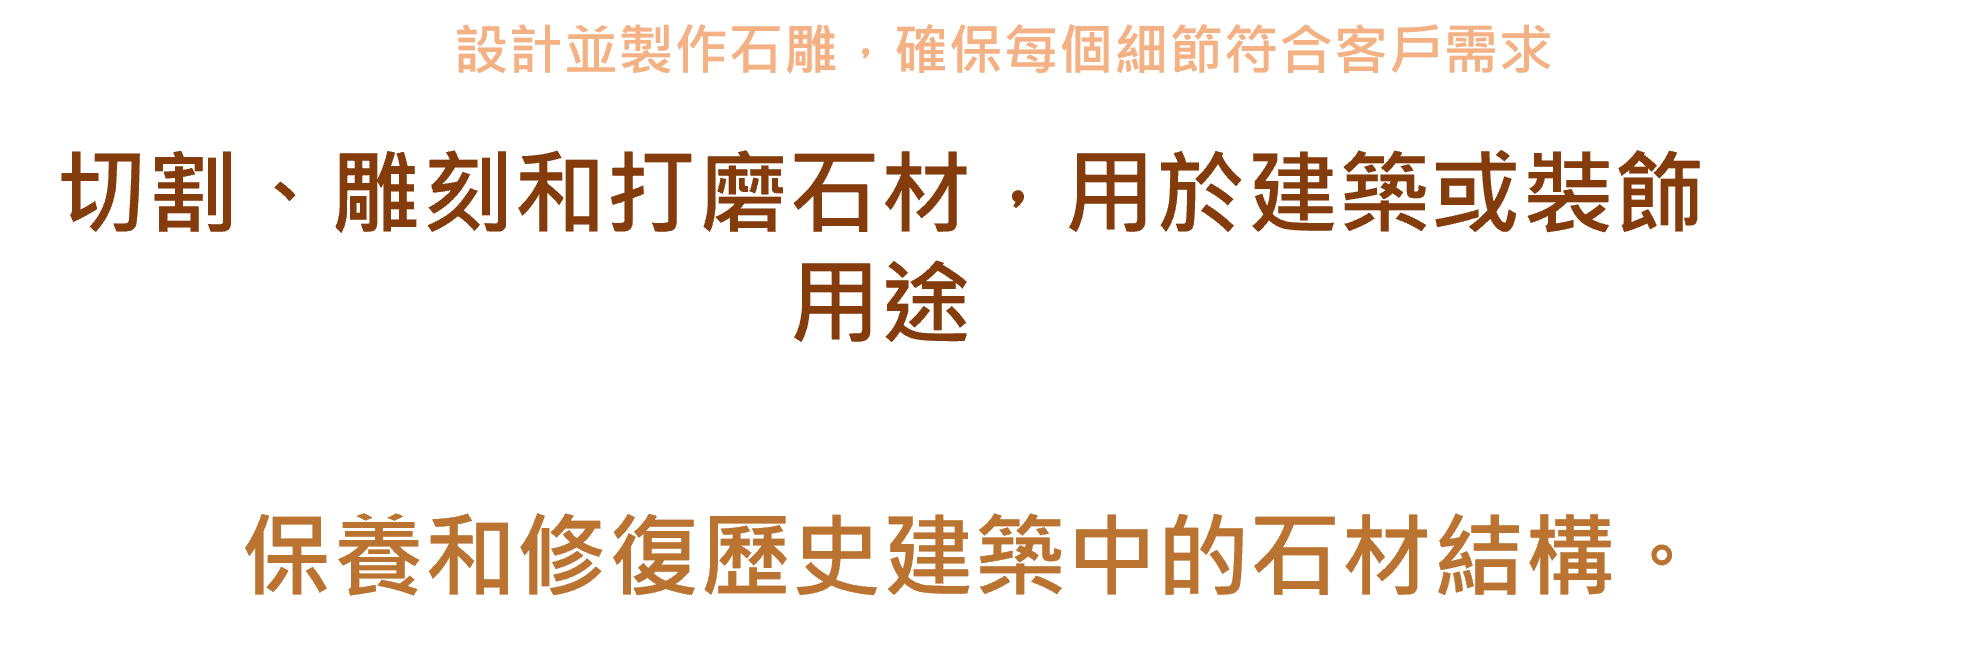 設計並製作石雕，確保每個細節符合客戶需求
切割、雕刻和打磨石材，用於建築或裝飾
用途
保養和修復歷史建築中的石材結構。